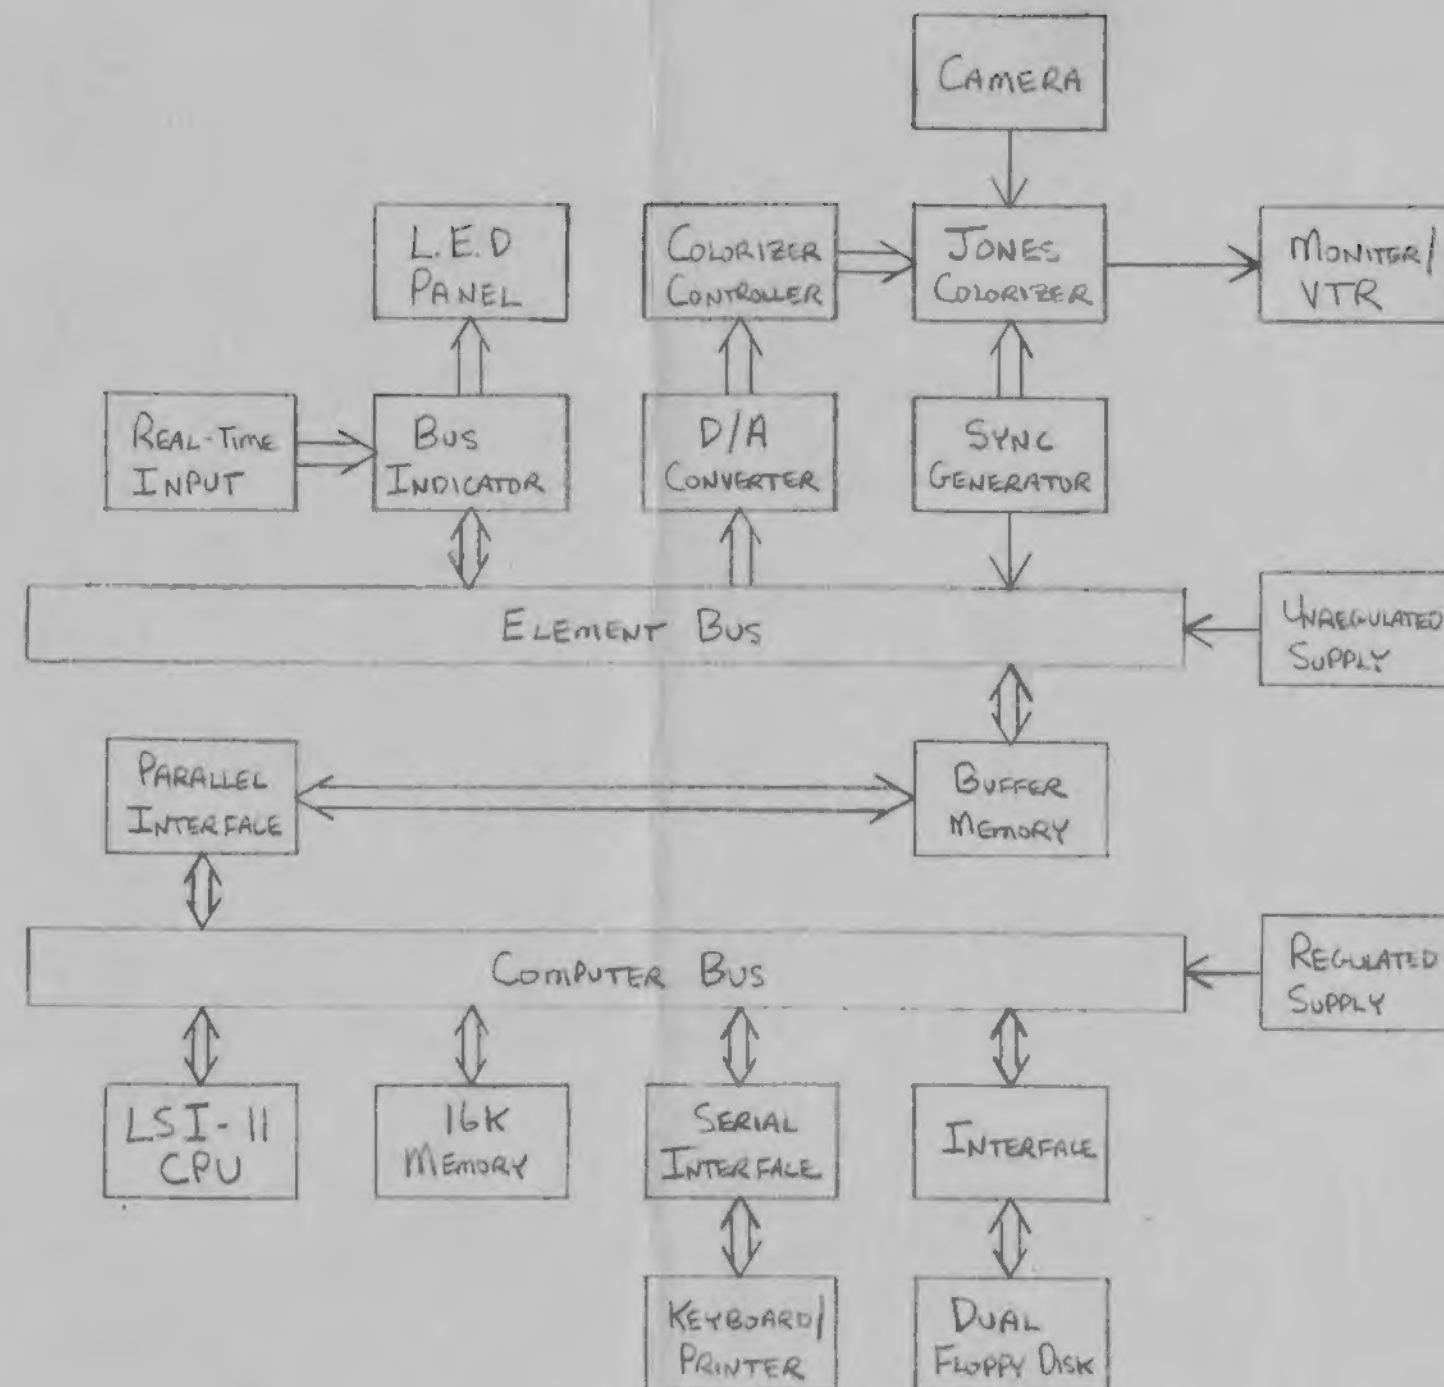 CAMERA
L.E.D
PANEL
COLORIZER
CONTROLLER
JONES
COLORIZER
MONITER/
VTR
REAL-TIME
INPUT
BUS
INDICATOR
D/A
CONVERTER
SYNC
GENERATOR
ELEMENT BUS
UNREGULATED
SUPPLY
PARALLEL
INTERFACE
BUFFER
MEMORY
COMPUTER BUS
REGULATED
SUPPLY
LSI-11
CPU
16K
MEMORY
SERIAL
INTERFACE
INTERFACE
KEYBOARD/
PRINTER
DUAL
FLOPPY DISK